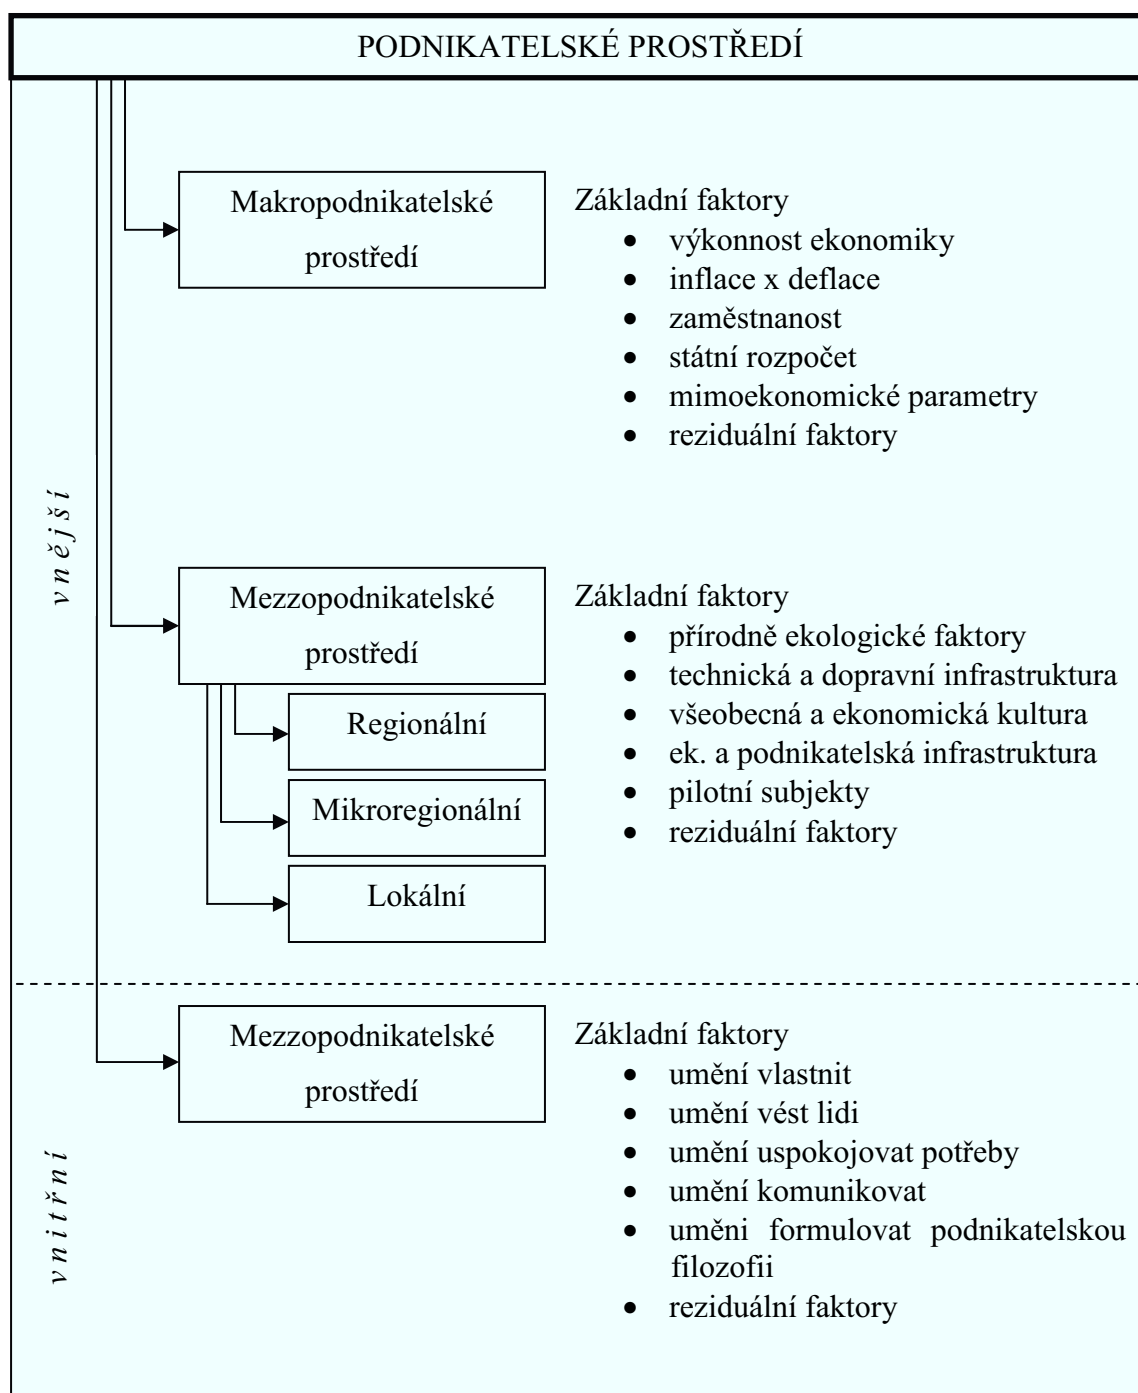 PODNIKATELSKÉ PROSTŘEDÍ
vnější
Makropodnikatelské
prostředí
Základní faktory
• výkonnost ekonomiky
• inflace x deflace
• zaměstnanost
• státní rozpočet
• mimoekonomické parametry
• reziduální faktory
Mezzopodnikatelské
prostředí
Regionální
Mikroregionální
Lokální
Základní faktory
• přírodně ekologické faktory
• technická a dopravní infrastruktura
• všeobecná a ekonomická kultura
• ek. a podnikatelská infrastruktura
• pilotní subjekty
• reziduální faktory
vnitřní
Mezzopodnikatelské
prostředí
Základní faktory
• umění vlastnit
• umění vést lidi
• umění uspokojovat potřeby
• umění komunikovat
• uměni formulovat podnikatelskou
filozofii
• reziduální faktory